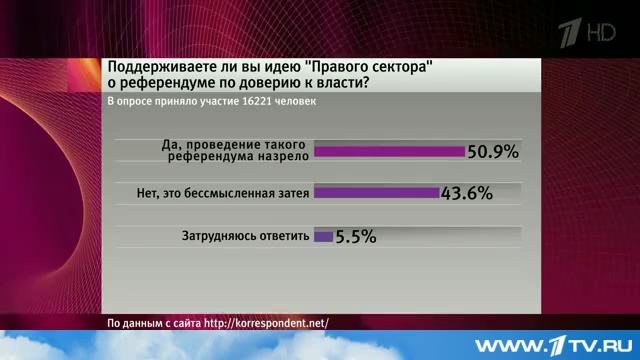 1 HD
Поддерживаете ли вы идею "Правого сектора"
о референдуме по доверию к власти?
В опросе приняло участие 16221 человек
Да, проведение такого
референдума назрело
50.9%
Нет, это бессмысленная затея
43.6%
Затрудняюсь ответить
5.5%
По данным с сайта http://korrespondent.net/
www.1TV.RU